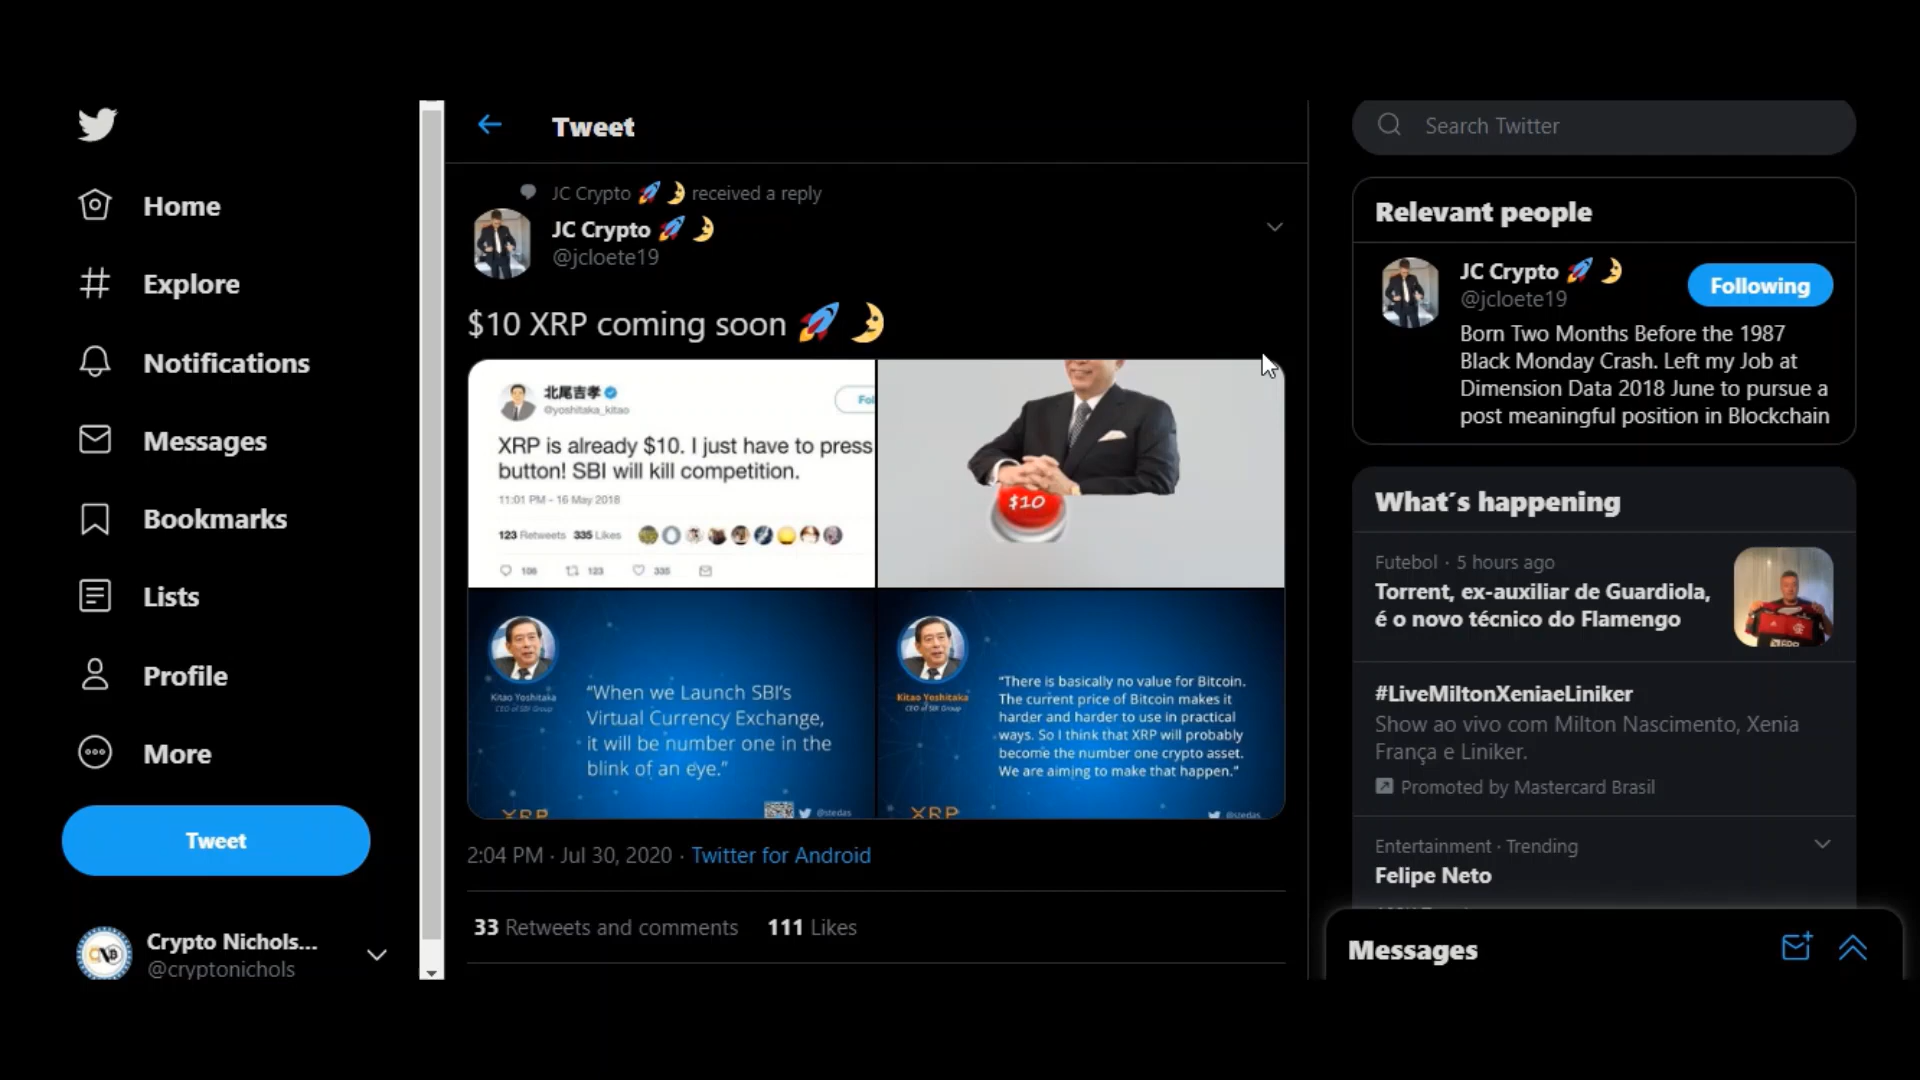 Home
Explore
Notifications
Messages
Bookmarks
Lists
Profile
More
Tweet
Crypto Nichols...
@cryptonichols
Tweet
JC Crypto 🚀🌛 received a reply
JC Crypto 🚀🌛
@jcloete19
$10 XRP coming soon 🚀🌛
北尾吉孝
@yoshitaka_kitao
Fol
XRP is already $10. I just have to press
button! SBI will kill competition.
11:01 PM - 16 May 2018
123 Retweets 335 Likes
106 123 335
$10
Kitao Yoshitaka
CEO of SBI Group
“When we Launch SBI’s
Virtual Currency Exchange,
it will be number one in the
blink of an eye.”
XRP
@stedas
Kitao Yoshitaka
CEO of SBI Group
“There is basically no value for Bitcoin.
The current price of Bitcoin makes it
harder and harder to use in practical
ways. So I think that XRP will probably
become the number one crypto asset.
We are aiming to make that happen.”
XRP
@stedas
2:04 PM · Jul 30, 2020 · Twitter for Android
33 Retweets and comments 111 Likes
Search Twitter
Relevant people
JC Crypto 🚀🌛
@jcloete19
Following
Born Two Months Before the 1987
Black Monday Crash. Left my Job at
Dimension Data 2018 June to pursue a
post meaningful position in Blockchain
What´s happening
Futebol · 5 hours ago
Torrent, ex-auxiliar de Guardiola,
é o novo técnico do Flamengo
#LiveMiltonXeniaeLiniker
Show ao vivo com Milton Nascimento, Xenia
França e Liniker.
Promoted by Mastercard Brasil
Entertainment · Trending
Felipe Neto
Messages